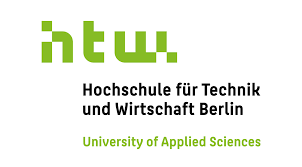 htw.
Hochschule für Technik
und Wirtschaft Berlin
University of Applied Sciences